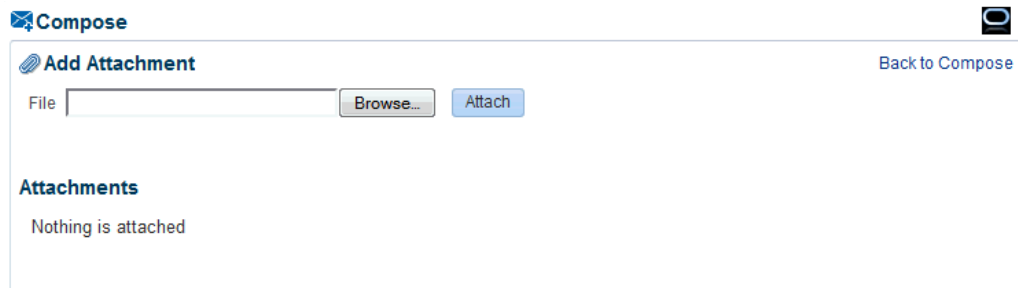 Compose
Add Attachment
Back to Compose
File
Browse...
Attach
Attachments
Nothing is attached